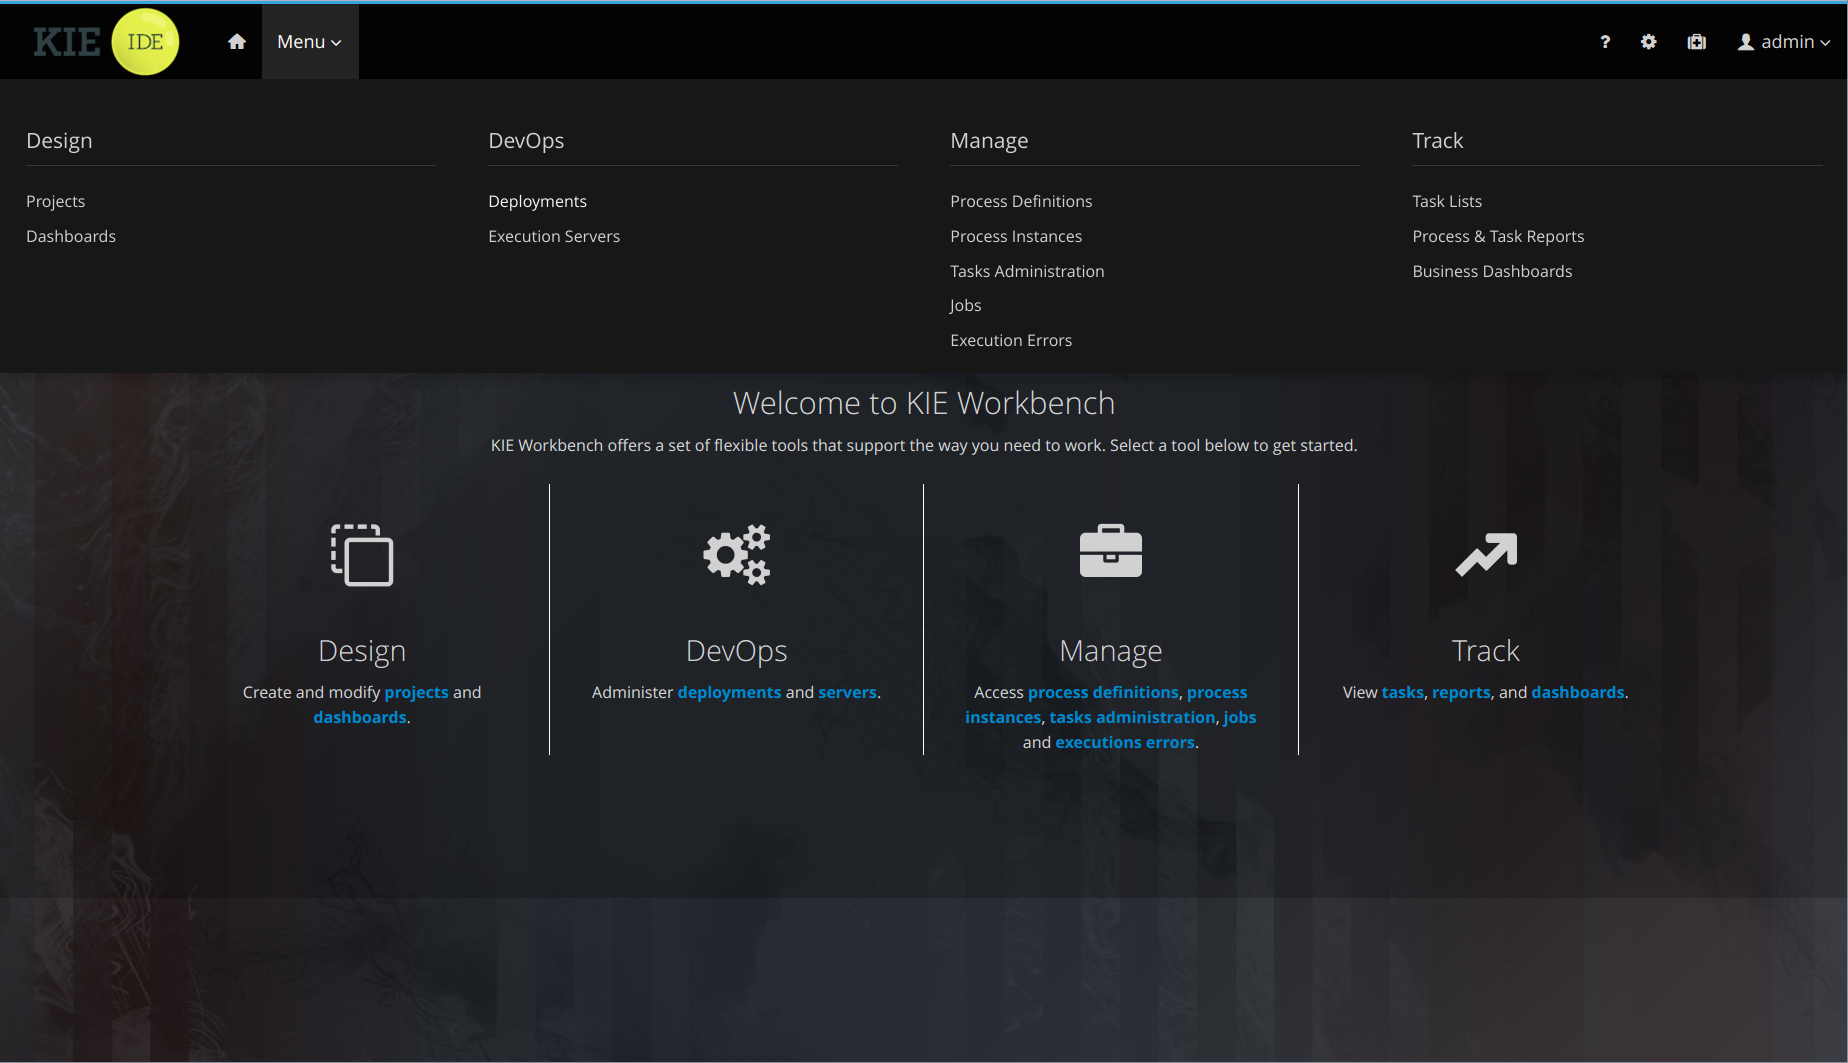 KIE IDE Menu ? admin
Design
Projects
Dashboards
DevOps
Deployments
Execution Servers
Manage
Process Definitions
Process Instances
Tasks Administration
Jobs
Execution Errors
Track
Task Lists
Process & Task Reports
Business Dashboards
Welcome to KIE Workbench
KIE Workbench offers a set of flexible tools that support the way you need to work. Select a tool below to get started.
Design
Create and modify projects and
dashboards.
DevOps
Administer deployments and servers.
Manage
Access process definitions, process
instances, tasks administration, jobs
and executions errors.
Track
View tasks, reports, and dashboards.